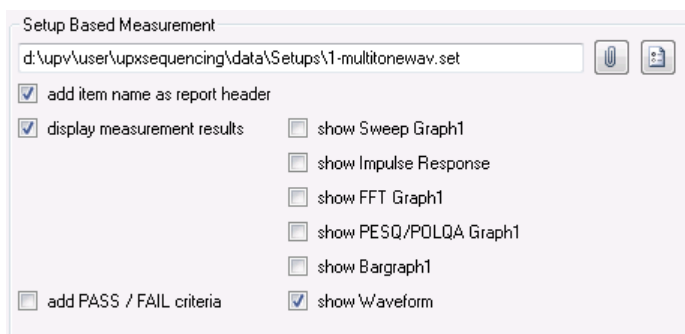 Setup Based Measurement
d:\upv\user\upxsequencing\data\Setups\1-multitonewav.set
add item name as report header
display measurement results show Sweep Graph1
show Impulse Response
show FFT Graph1
show PESQ/POLQA Graph1
show Bargraph1
add PASS / FAIL criteria show Waveform